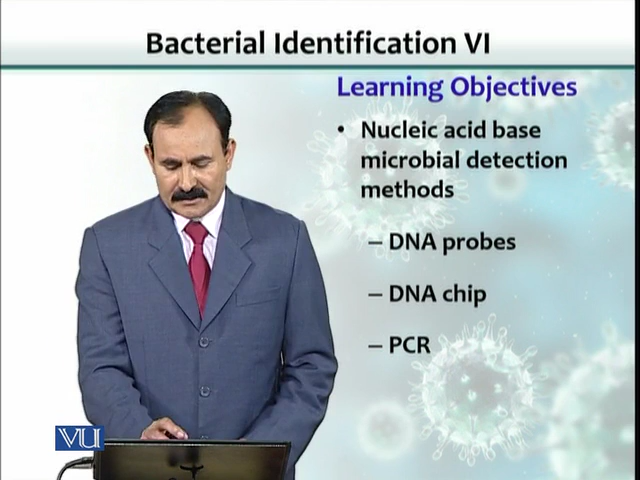 Bacterial Identification VI
Learning Objectives
• Nucleic acid base
microbial detection
methods
– DNA probes
– DNA chip
– PCR
VU